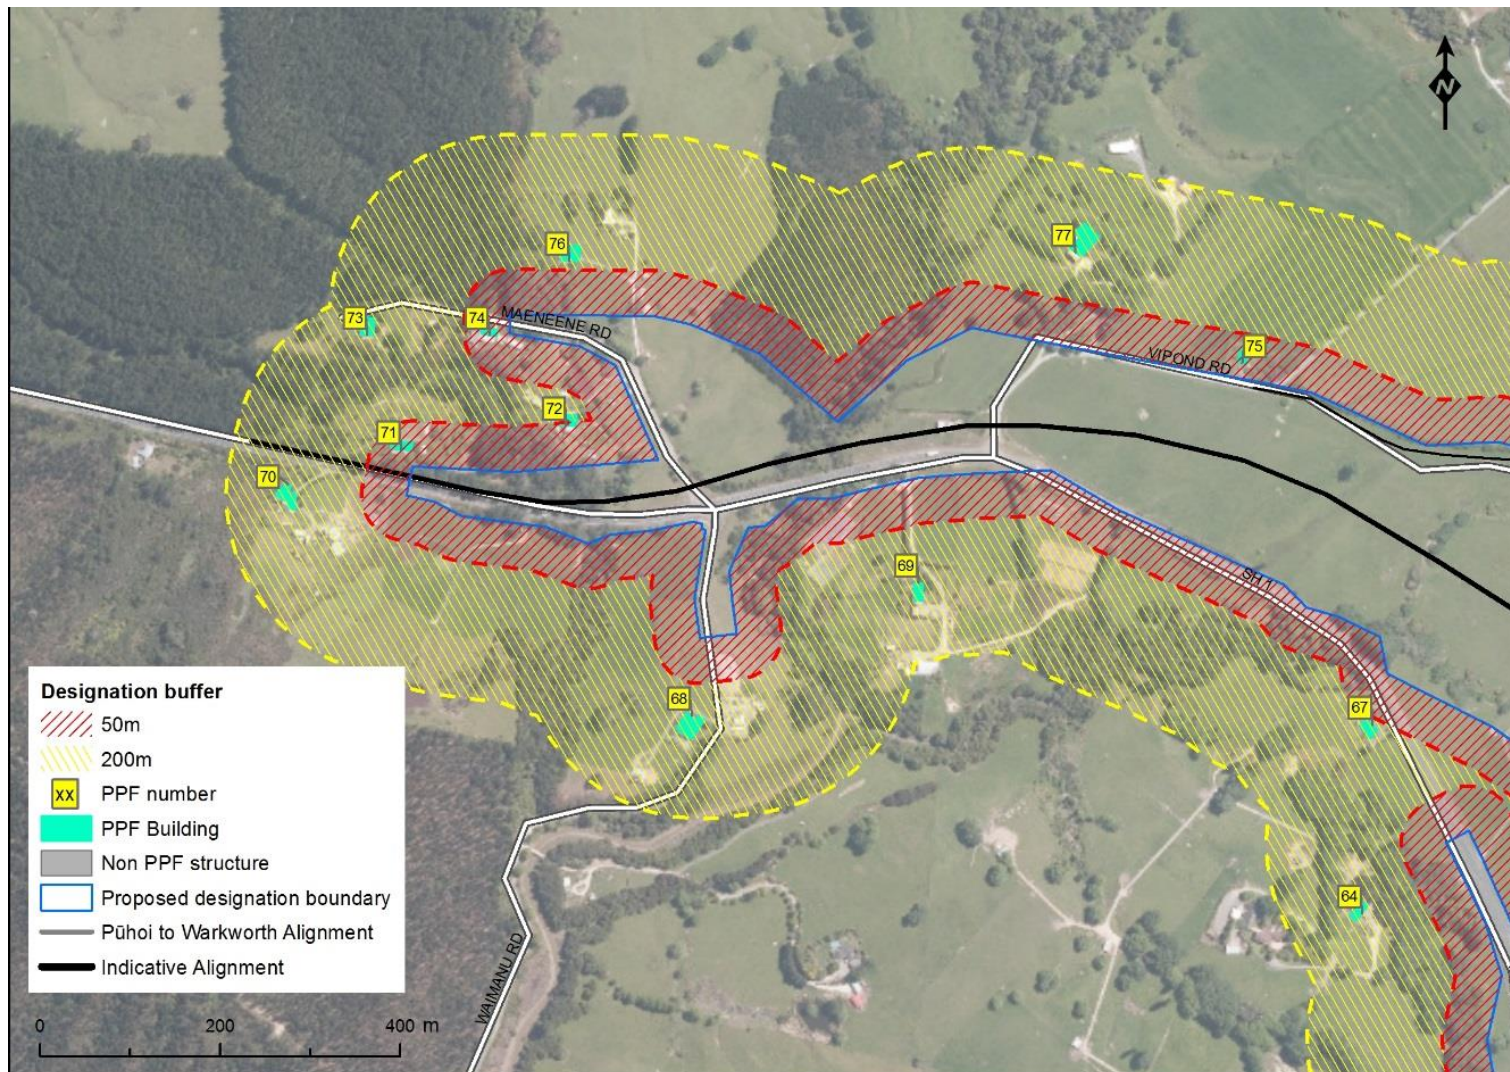 N
76
77
73
74
MAENEENE RD
75
VIPOND RD
72
71
70
69
SH 1
68
67
64
WAIMANU RD
Designation buffer
50m
200m
xx PPF number
PPF Building
Non PPF structure
Proposed designation boundary
Pūhoi to Warkworth Alignment
Indicative Alignment
0 200 400 m